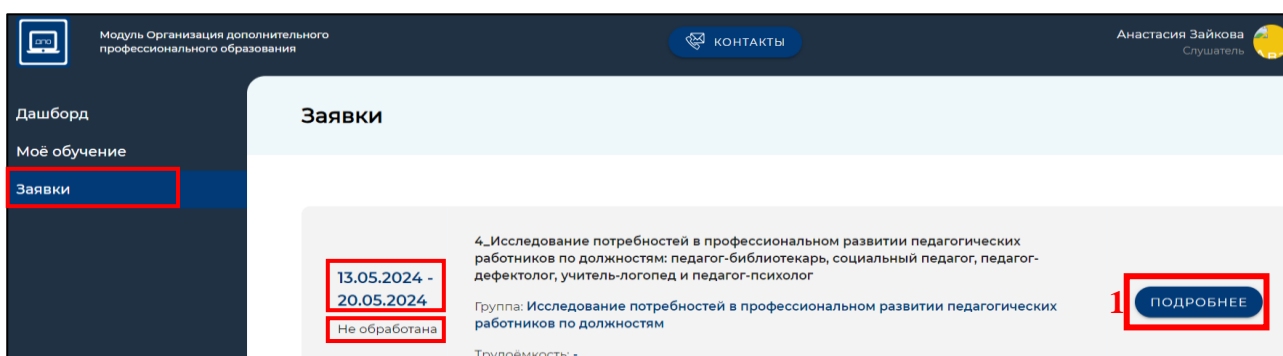 Модуль Организация дополнительного
профессионального образования
КОНТАКТЫ
Анастасия Зайкова
Слушатель
Дашборд
Моё обучение
Заявки
Заявки
13.05.2024 -
20.05.2024
Не обработана
4_Исследование потребностей в профессиональном развитии педагогических
работников по должностям: педагог-библиотекарь, социальный педагог, педагог-
дефектолог, учитель-логопед и педагог-психолог
Группа: Исследование потребностей в профессиональном развитии педагогических
работников по должностям
Трудоёмкость: -
1
ПОДРОБНЕЕ